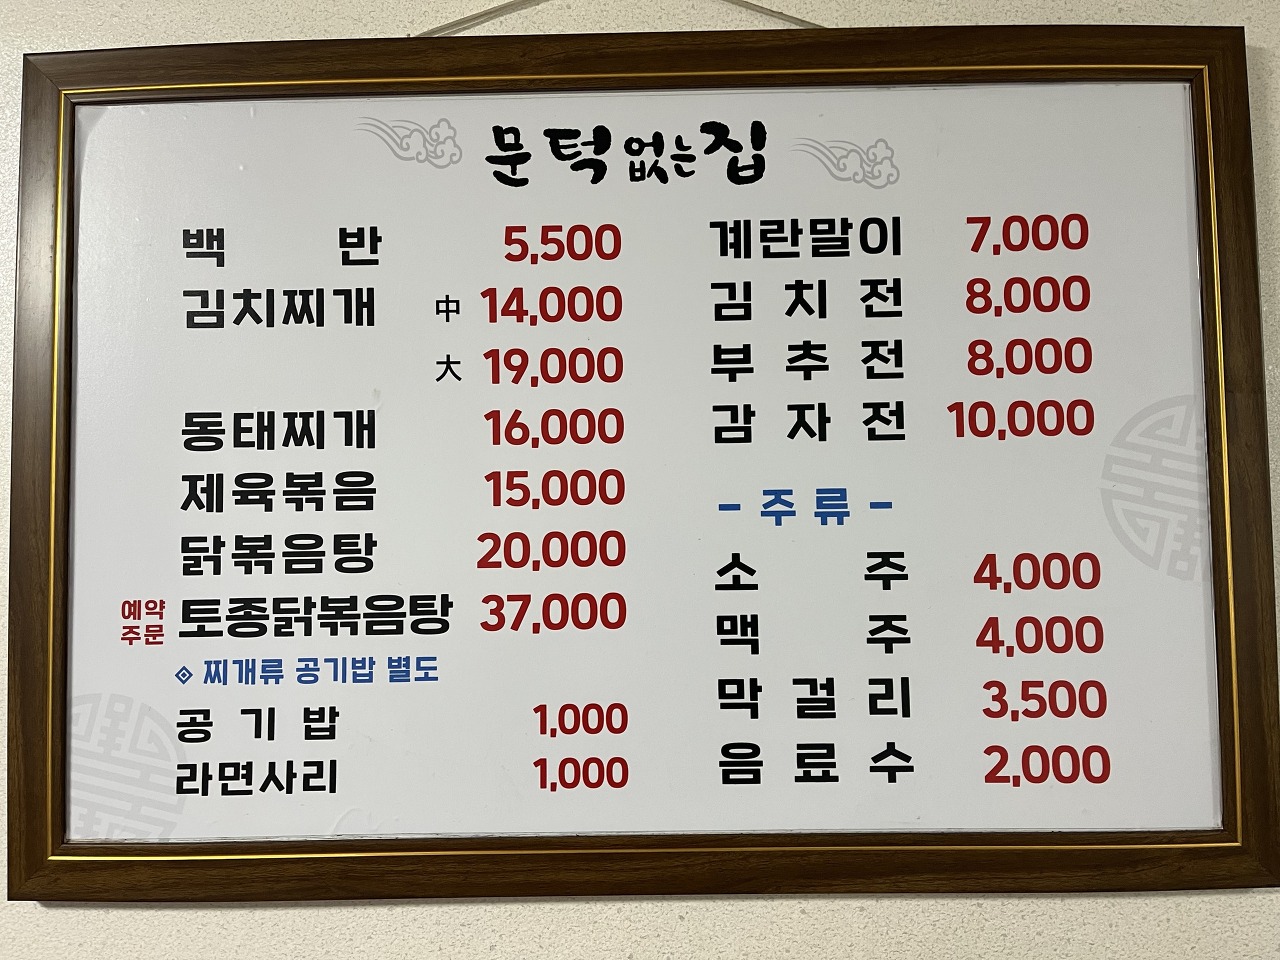 문턱없는집
백 반 5,500
김치찌개 中 14,000
大 19,000
동태찌개 16,000
제육볶음 15,000
닭볶음탕 20,000
예약주문 토종닭볶음탕 37,000
찌개류 공기밥 별도
공 기 밥 1,000
라면사리 1,000
계란말이 7,000
김 치 전 8,000
부 추 전 8,000
감 자 전 10,000
- 주 류 -
소 주 4,000
맥 주 4,000
막 걸 리 3,500
음 료 수 2,000